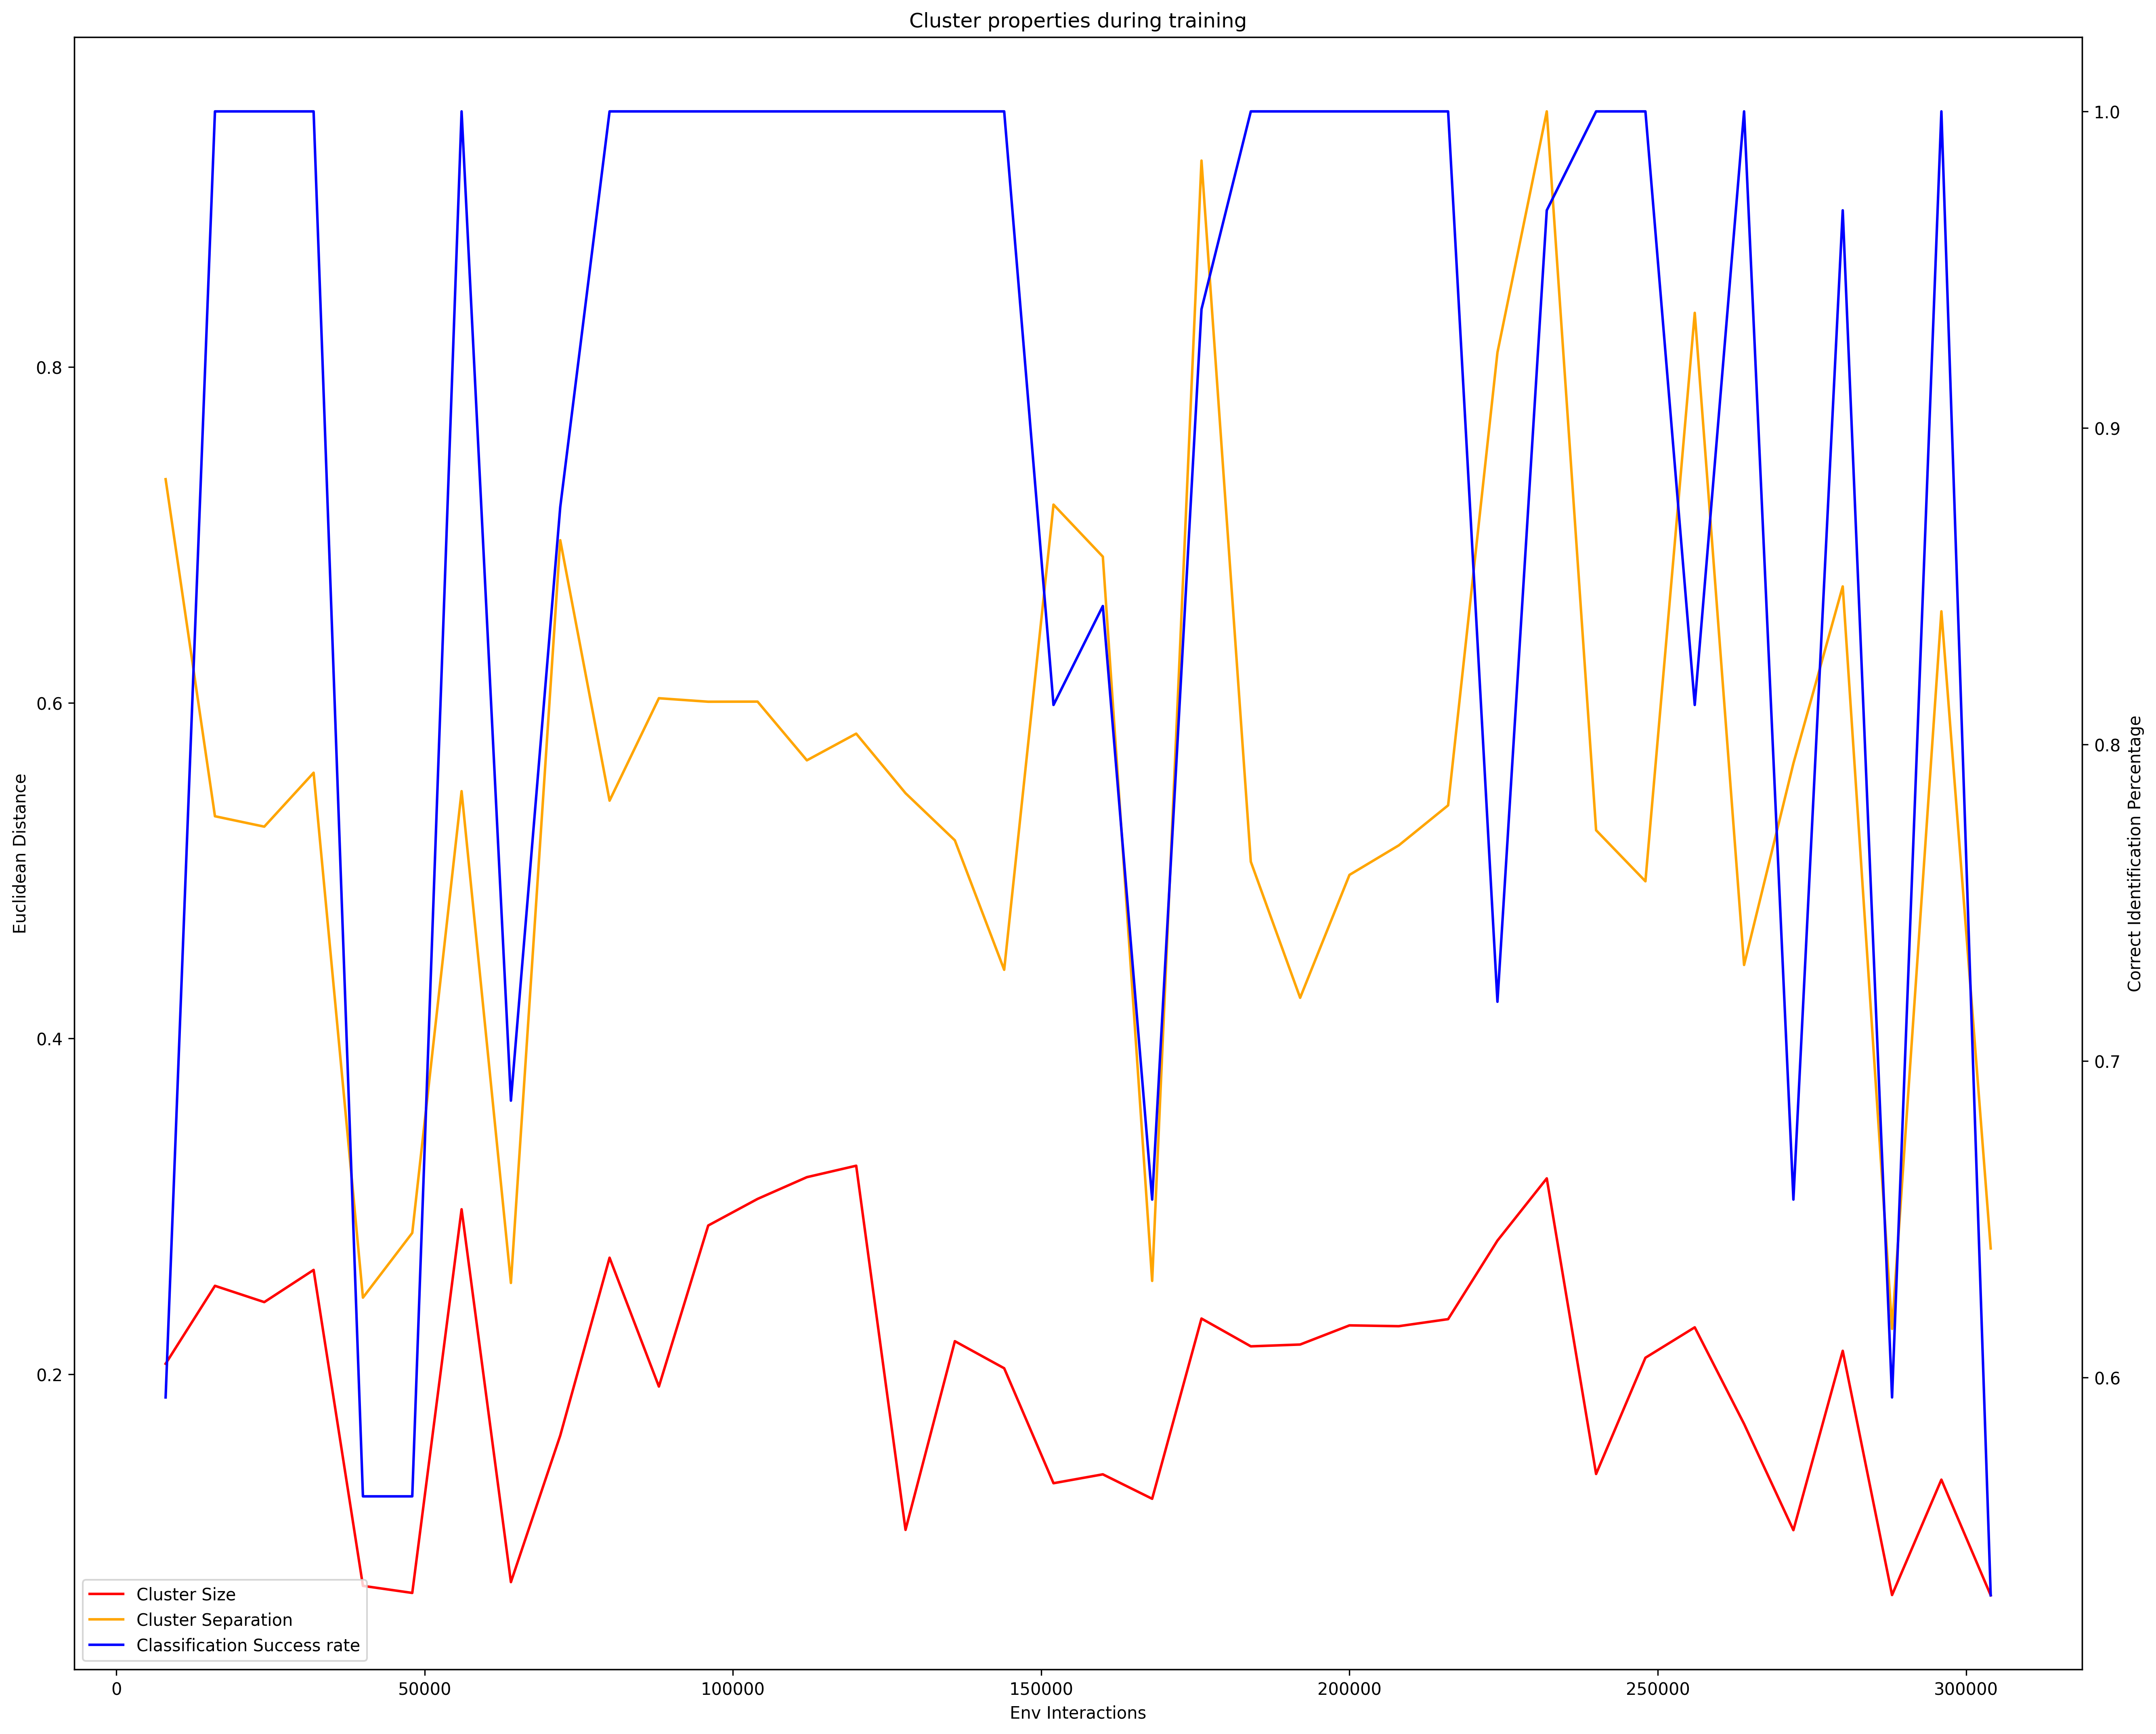 Cluster properties during training
1.0
0.9
0.8
0.7
0.6
0.8
0.6
0.4
0.2
Euclidean Distance
Correct Identification Percentage
Cluster Size
Cluster Separation
Classification Success rate
0 50000 100000 150000 200000 250000 300000
Env Interactions